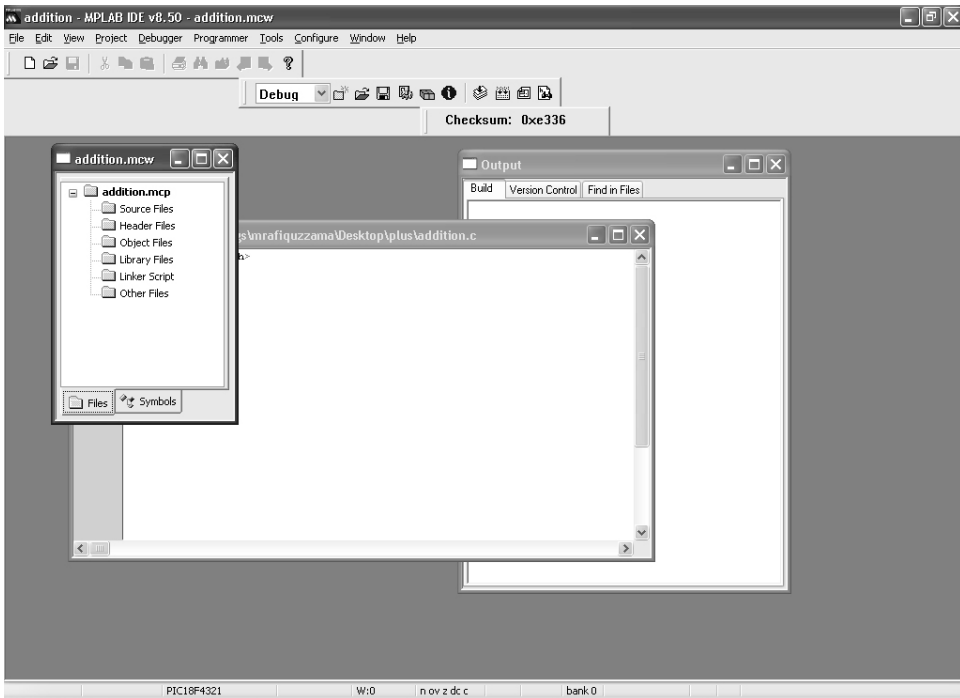 addition - MPLAB IDE v8.50 - addition.mcw
File Edit View Project Debugger Programmer Tools Configure Window Help
Debug
Checksum: 0xe336
addition.mcw
addition.mcp
Source Files
Header Files
Object Files
Library Files
Linker Script
Other Files
Files Symbols
Output
Build Version Control Find in Files
gs\mrafiquzzama\Desktop\plus\addition.c
h>
PIC18F4321 W:0 n ov z dc c bank 0